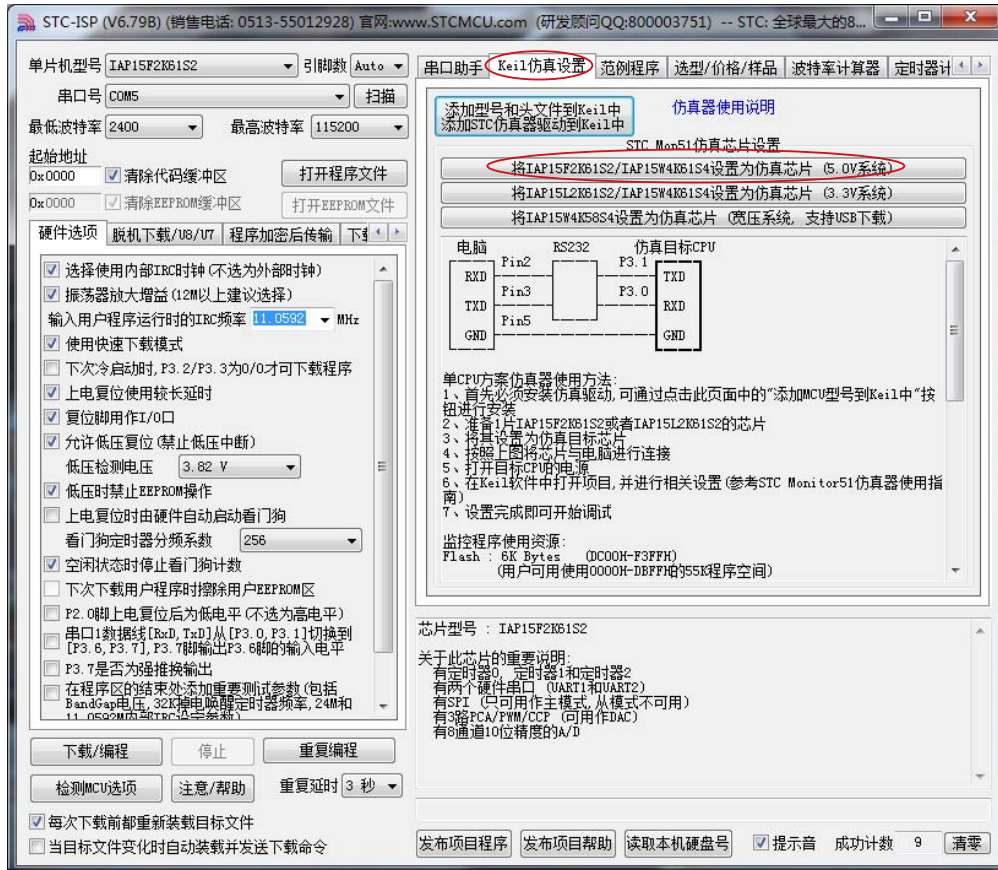 STC-ISP (V6.79B) (销售电话: 0513-55012928) 官网:www.STCMCU.com (研发顾问QQ:800003751) -- STC: 全球最大的8...
单片机型号 IAP15F2K61S2 引脚数 Auto
串口号 COM5 扫描
最低波特率 2400 最高波特率 115200
起始地址
0x0000 清除代码缓冲区 打开程序文件
0x0000 清除EEPROM缓冲区 打开EEPROM文件
硬件选项 脱机下载/U8/U7 程序加密后传输
选择使用内部IRC时钟(不选为外部时钟)
振荡器放大增益(12M以上建议选择)
输入用户程序运行时的IRC频率 11.0592 MHz
使用快速下载模式
下次冷启动时,P3.2/P3.3为0/0才可下载程序
上电复位使用较长延时
复位脚用作I/O口
允许低压复位(禁止低压中断)
低压检测电压 3.82 V
低压时禁止EEPROM操作
上电复位时由硬件自动启动看门狗
看门狗定时器分频系数 256
空闲状态时停止看门狗计数
下次下载用户程序时擦除用户EEPROM区
P2.0脚上电复位后为低电平(不选为高电平)
串口1数据线[RxD,TxD]从[P3.0,P3.1]切换到
[P3.6,P3.7],P3.7脚输出P3.6脚的输入电平
P3.7是否为强推换输出
在程序区的结束处添加重要测试参数(包括
BandGap电压,32K掉电唤醒定时器频率,24M和
11.0592M内部IRC设定参数)
下载/编程 停止 重复编程
检测MCU选项 注意/帮助 重复延时 3 秒
每次下载前都重新装载目标文件
当目标文件变化时自动装载并发送下载命令
串口助手 Keil仿真设置 范例程序 选型/价格/样品 波特率计算器 定时器计
添加型号和头文件到Keil中
添加STC仿真器驱动到Keil中
仿真器使用说明
STC Mon51仿真芯片设置
将IAP15F2K61S2/IAP15W4K61S4设置为仿真芯片 (5.0V系统)
将IAP15L2K61S2/IAP15W4K61S4设置为仿真芯片 (3.3V系统)
将IAP15W4K58S4设置为仿真芯片 (宽压系统, 支持USB下载)
电脑 RS232 仿真目标CPU
Pin2 P3.1
RXD TXD
Pin3 P3.0
TXD RXD
Pin5
GND GND
单CPU方案仿真器使用方法:
1、首先必须安装仿真驱动,可通过点击此页面中的“添加MCU型号到Keil中“按
钮进行安装
2、准备1片IAP15F2K61S2或者IAP15L2K61S2的芯片
3、将其设置为仿真目标芯片
4、按照上图将芯片与电脑进行连接
5、打开目标CPU的电源
6、在Keil软件中打开项目,并进行相关设置(参考STC Monitor51仿真器使用指
南)
7、设置完成即可开始调试
监控程序使用资源:
Flash : 6K Bytes (DC00H-F3FFH)
(用户可用使用0000H-DBFFH的55K程序空间)
芯片型号 : IAP15F2K61S2
关于此芯片的重要说明:
有定时器0、定时器1和定时器2
有两个硬件串口 (UART1和UART2)
有SPI (只可用作主模式,从模式不可用)
有3路PCA/PWM/CCP (可用作DAC)
有8通道10位精度的A/D
发布项目程序 发布项目帮助 读取本机硬盘号 提示音 成功计数 9 清零